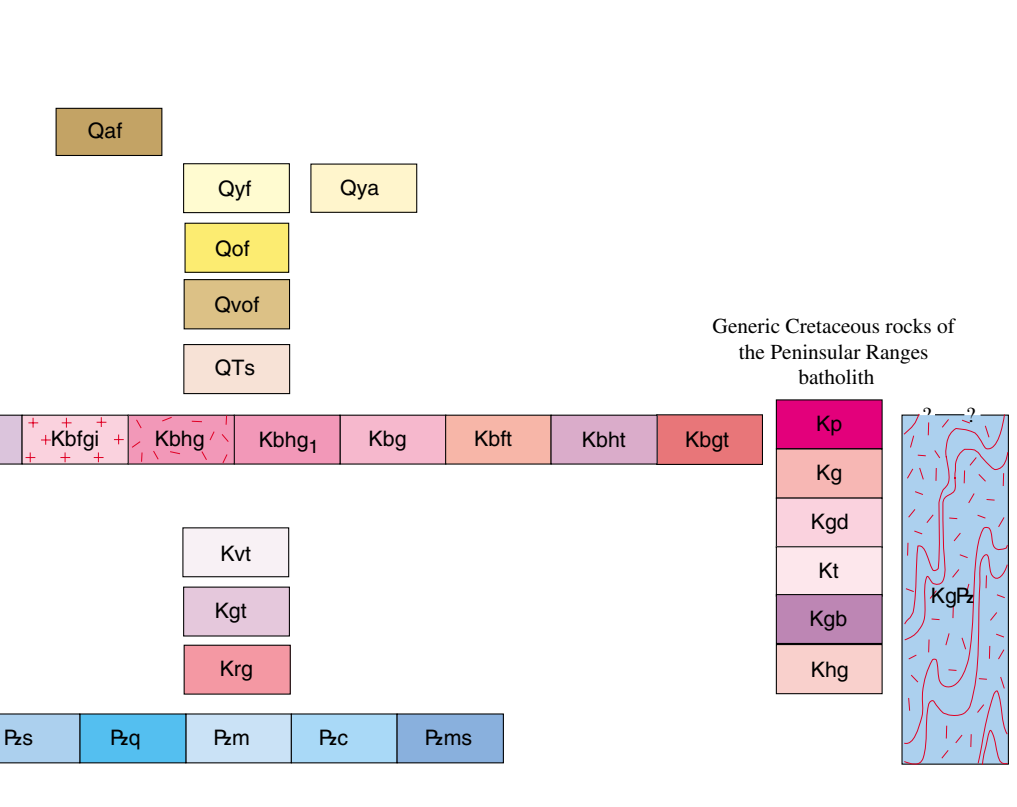 Qaf
Qyf Qya
Qof
Qvof
QTs
Generic Cretaceous rocks of
the Peninsular Ranges
batholith
Kbfgi Kbhg Kbhg₁ Kbg Kbft Kbht Kbgt
Kp
Kg
Kgd
Kt
Kgb
Khg
? ?
KgPz
Kvt
Kgt
Krg
Pzs Pzq Pzm Pzc Pzms